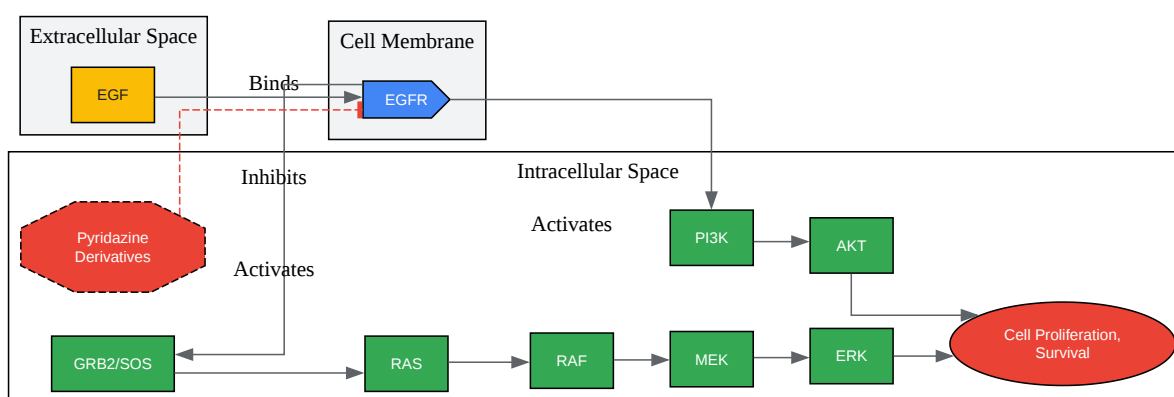 Extracellular Space
Cell Membrane
EGF
Binds
EGFR
Inhibits
Intracellular Space
Activates
Pyridazine
Derivatives
PI3K
AKT
Activates
GRB2/SOS
RAS
RAF
MEK
ERK
Cell Proliferation,
Survival